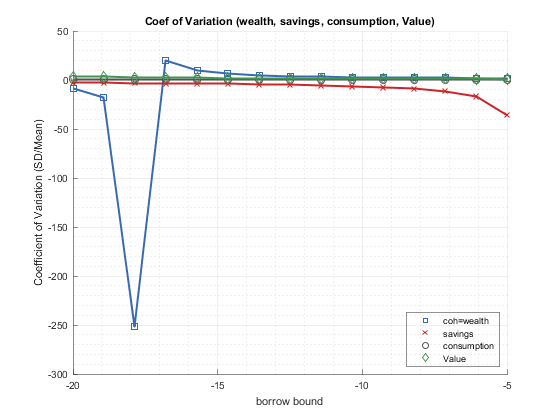 Coef of Variation (wealth, savings, consumption, Value)
50
0
-50
-100
-150
-200
-250
-300
Coefficient of Variation (SD/Mean)
-20
-15
-10
-5
borrow bound
coh=wealth
savings
consumption
Value